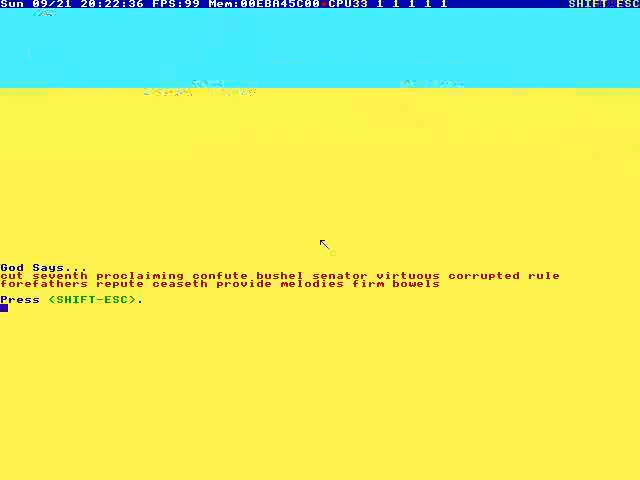 Sun 09/21 20:22:36 FPS:99 Mem:00EBA45C00 CPU33 1 1 1 1 1 SHIFT-ESC
God Says...
cut seventh proclaiming confute bushel senator virtuous corrupted rule
forefathers repute ceaseth provide melodies firm bowels
Press <SHIFT-ESC>.